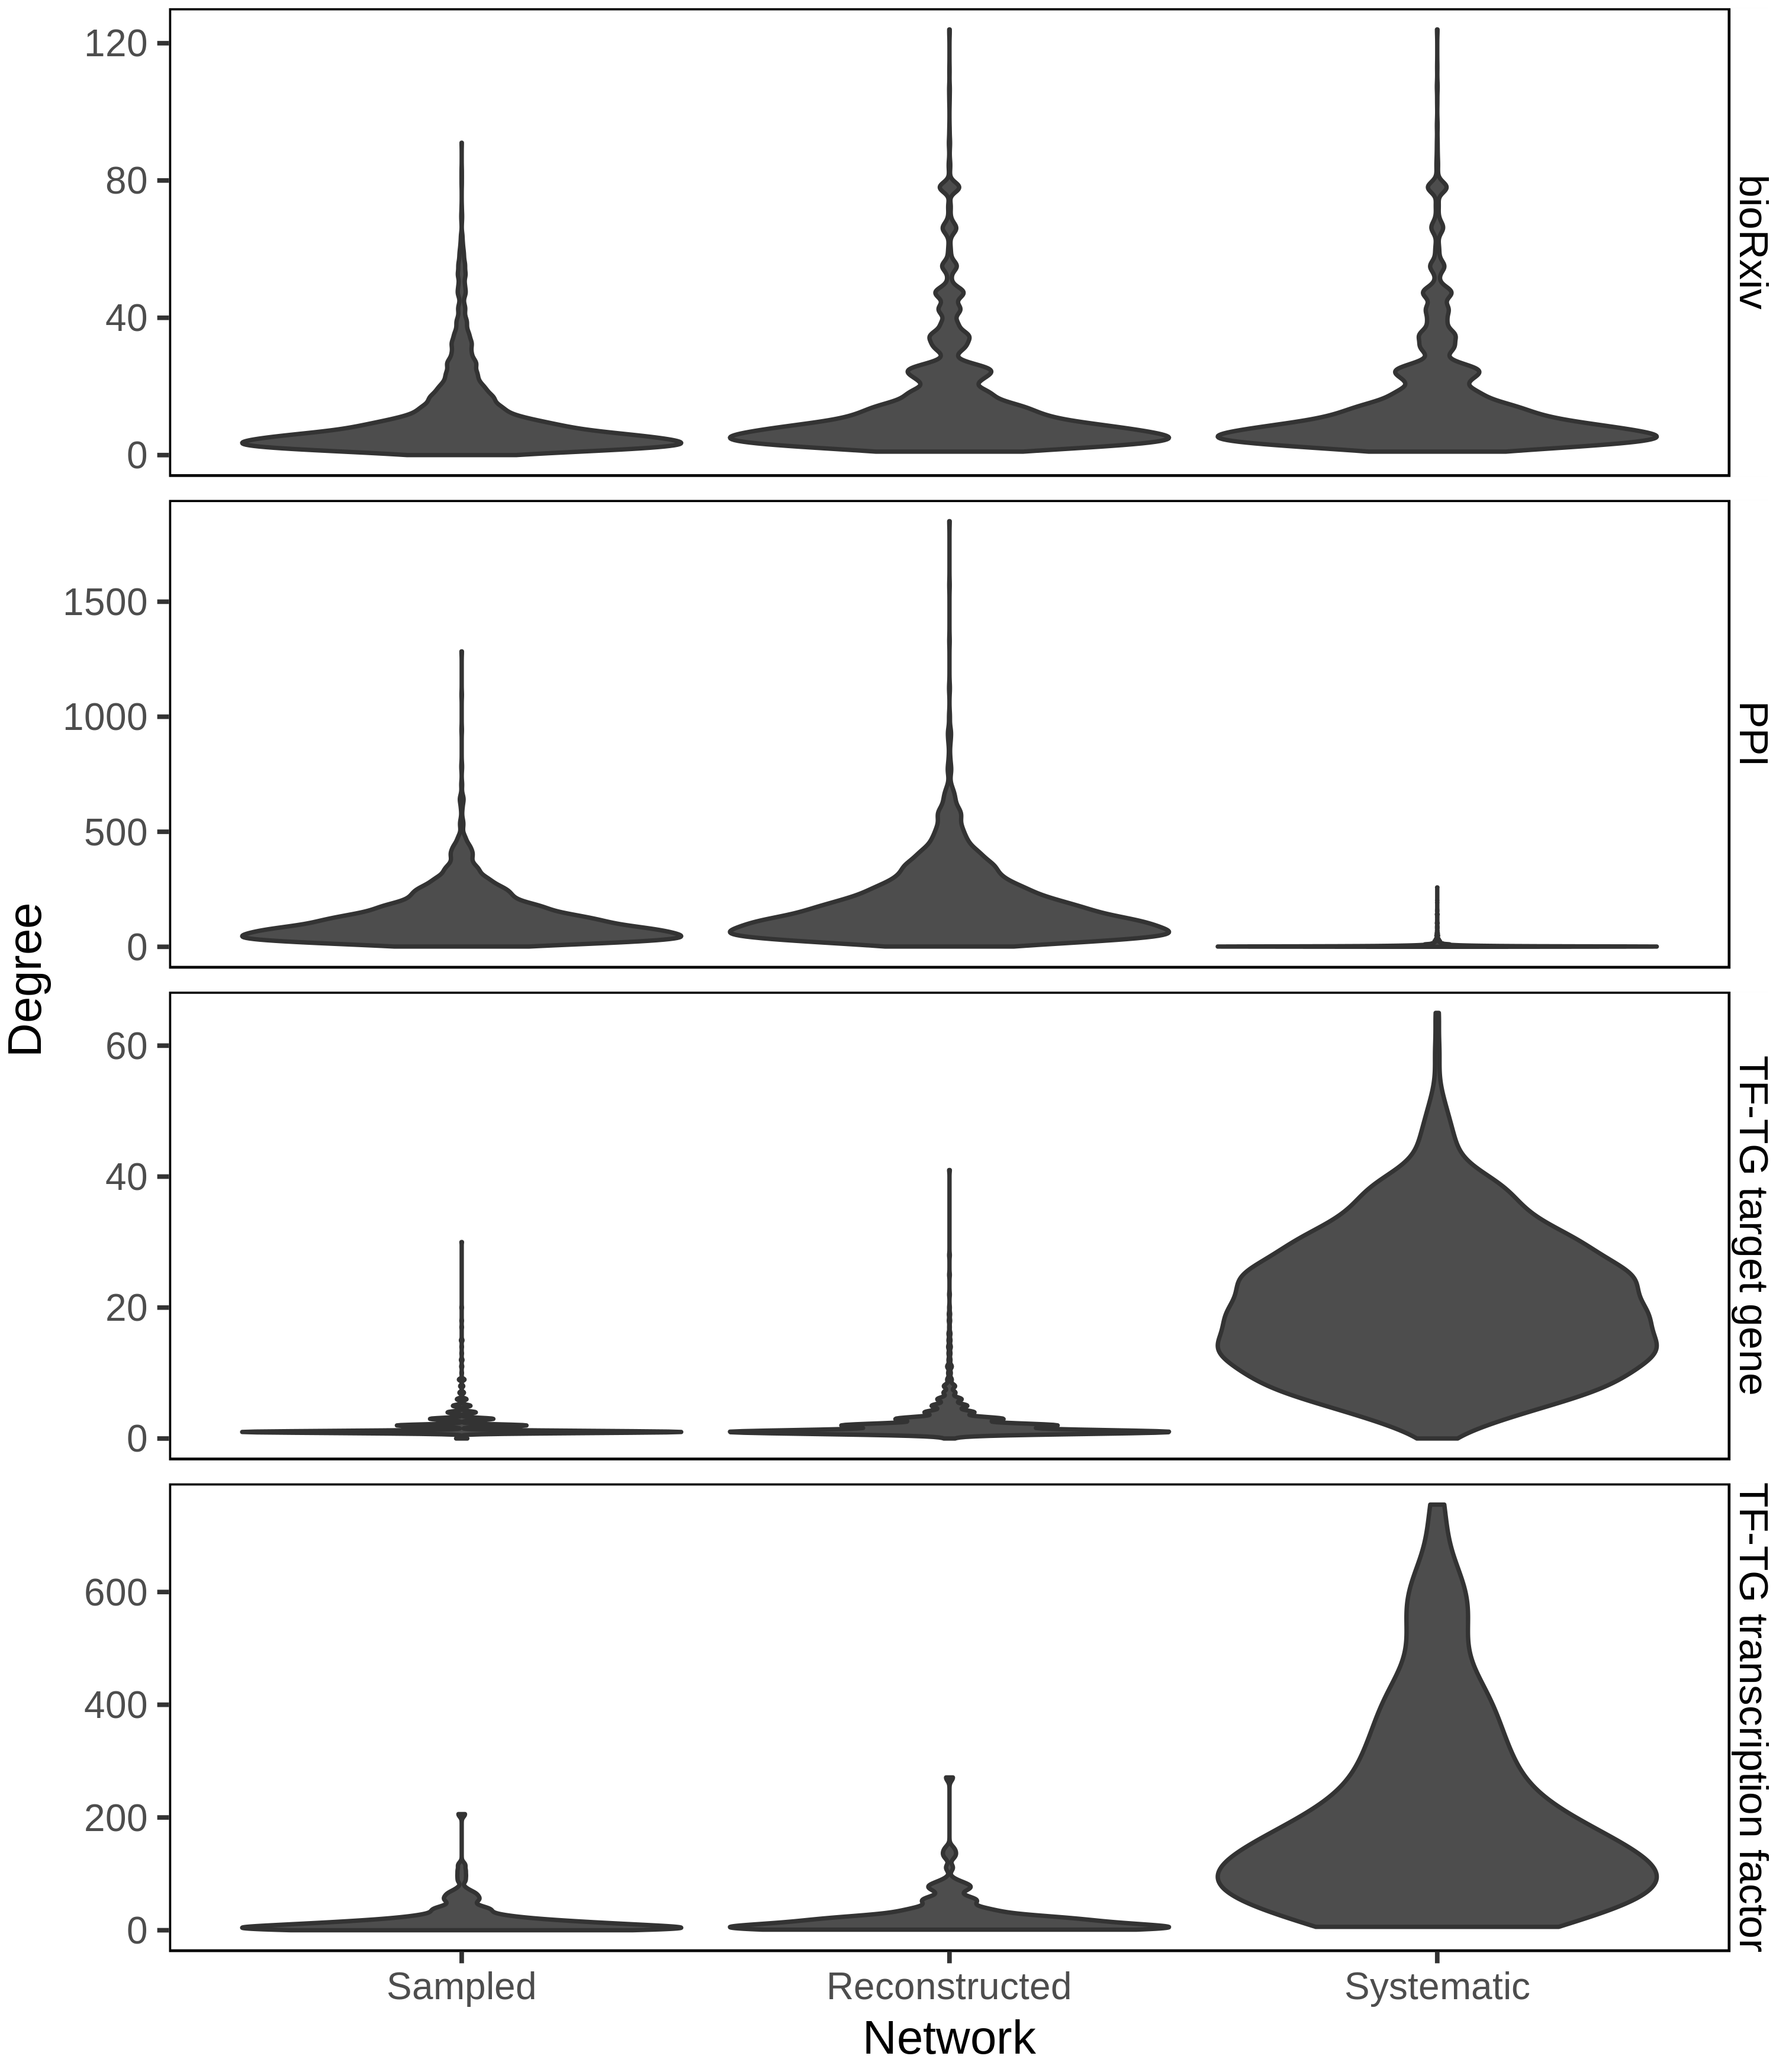 120
80
40
0
bioRxiv
1500
1000
500
0
PPI
Degree
60
40
20
0
TF-TG target gene
600
400
200
0
TF-TG transcription factor
Sampled
Reconstructed
Systematic
Network